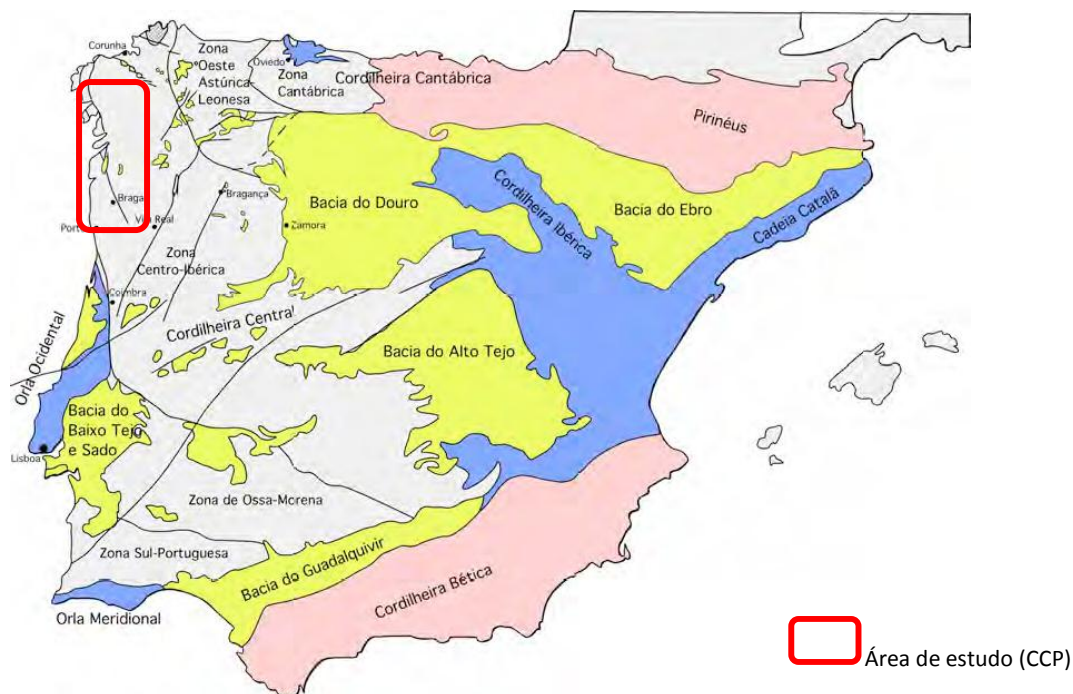 Corunha
Zona
Oeste
Astúrica
Leonesa
Oviedo
Zona
Cantábrica
Cordilheira Cantábrica
Pirinéus
Braga
Bragança
Port
Vila Real
Zamora
Bacia do Douro
Cordilheira Ibérica
Bacia do Ebro
Cadeia Catalã
Zona
Centro-Ibérica
Coimbra
Cordilheira Central
Orla Ocidental
Bacia do Alto Tejo
Bacia do
Baixo Tejo
e Sado
Lisboa
Zona de Ossa-Morena
Zona Sul-Portuguesa
Bacia do Guadalquivir
Cordilheira Bética
Orla Meridional
Área de estudo (CCP)